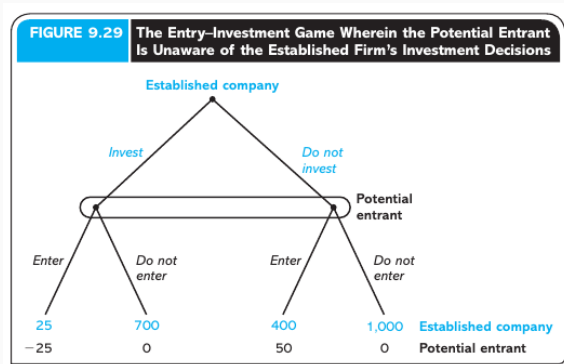 FIGURE 9.29 The Entry–Investment Game Wherein the Potential Entrant
Is Unaware of the Established Firm's Investment Decisions
Established company
Invest
Do not
invest
Potential
entrant
Enter
Do not
enter
Enter
Do not
enter
25 700 400 1,000 Established company
−25 0 50 0 Potential entrant